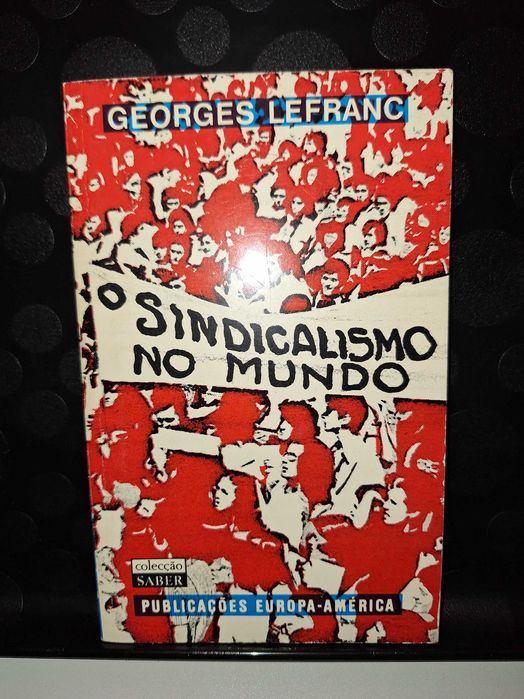 GEORGES LEFRANC
O SINDICALISMO
NO MUNDO
colecção
SABER
PUBLICAÇÕES EUROPA-AMÉRICA